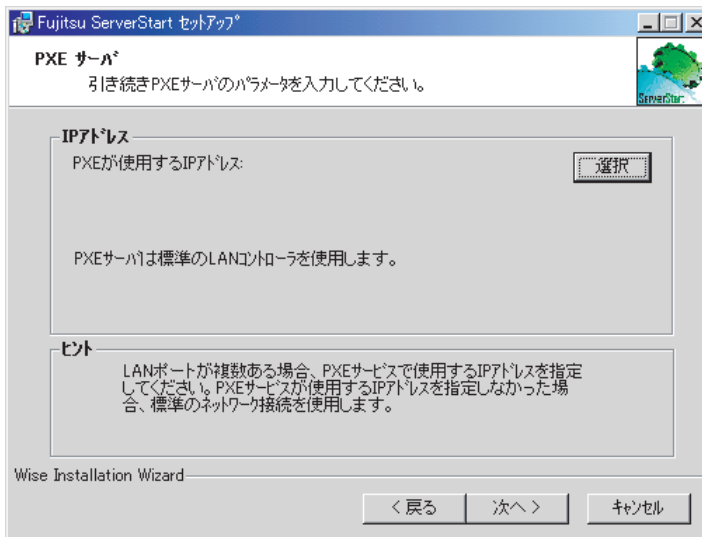 Fujitsu ServerStart セットアップ
PXE サーバ
引き続きPXEサーバのパラメータを入力してください。
ServerStart
IPアドレス
PXEが使用するIPアドレス:
選択
PXEサーバは標準のLANコントローラを使用します。
ヒント
LANポートが複数ある場合、PXEサービスで使用するIPアドレスを指定
してください。PXEサービスが使用するIPアドレスを指定しなかった場
合、標準のネットワーク接続を使用します。
Wise Installation Wizard
< 戻る
次へ >
キャンセル